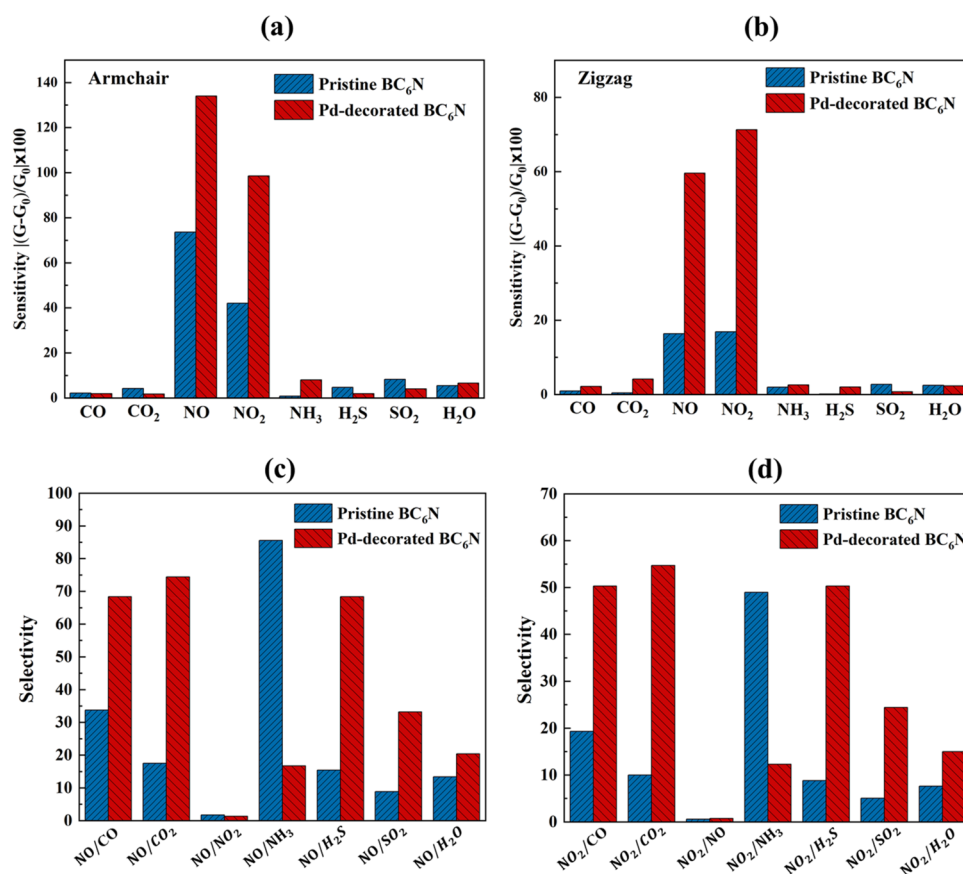 (a)
Armchair
Pristine BC₆N
Pd-decorated BC₆N
Sensitivity |(G-G₀)/G₀|x100
140
120
100
80
60
40
20
10
0
CO CO₂ NO NO₂ NH₃ H₂S SO₂ H₂O
(b)
Zigzag
Pristine BC₆N
Pd-decorated BC₆N
Sensitivity |(G-G₀)/G₀|x100
80
60
40
20
10
0
CO CO₂ NO NO₂ NH₃ H₂S SO₂ H₂O
(c)
Pristine BC₆N
Pd-decorated BC₆N
Selectivity
100
90
80
70
60
50
40
30
20
10
0
NO/CO NO/CO₂ NO/NO₂ NO/NH₃ NO/H₂S NO/SO₂ NO/H₂O
(d)
Pristine BC₆N
Pd-decorated BC₆N
Selectivity
70
60
50
40
30
20
10
0
NO₂/CO NO₂/CO₂ NO₂/NO NO₂/NH₃ NO₂/H₂S NO₂/SO₂ NO₂/H₂O